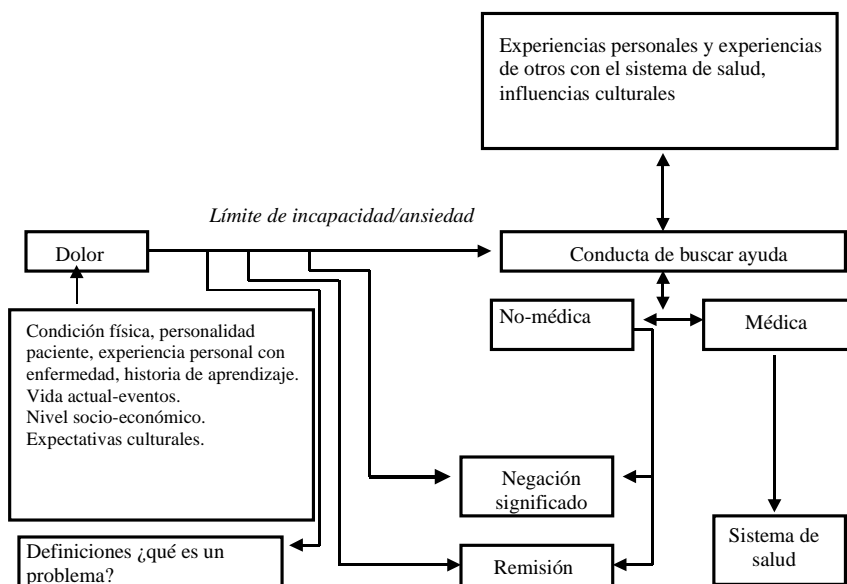 Experiencias personales y experiencias
de otros con el sistema de salud,
influencias culturales
Límite de incapacidad/ansiedad
Dolor
Conducta de buscar ayuda
No-médica
Médica
Condición física, personalidad
paciente, experiencia personal con
enfermedad, historia de aprendizaje.
Vida actual-eventos.
Nivel socio-económico.
Expectativas culturales.
Negación
significado
Sistema de
salud
Definiciones ¿qué es un
problema?
Remisión